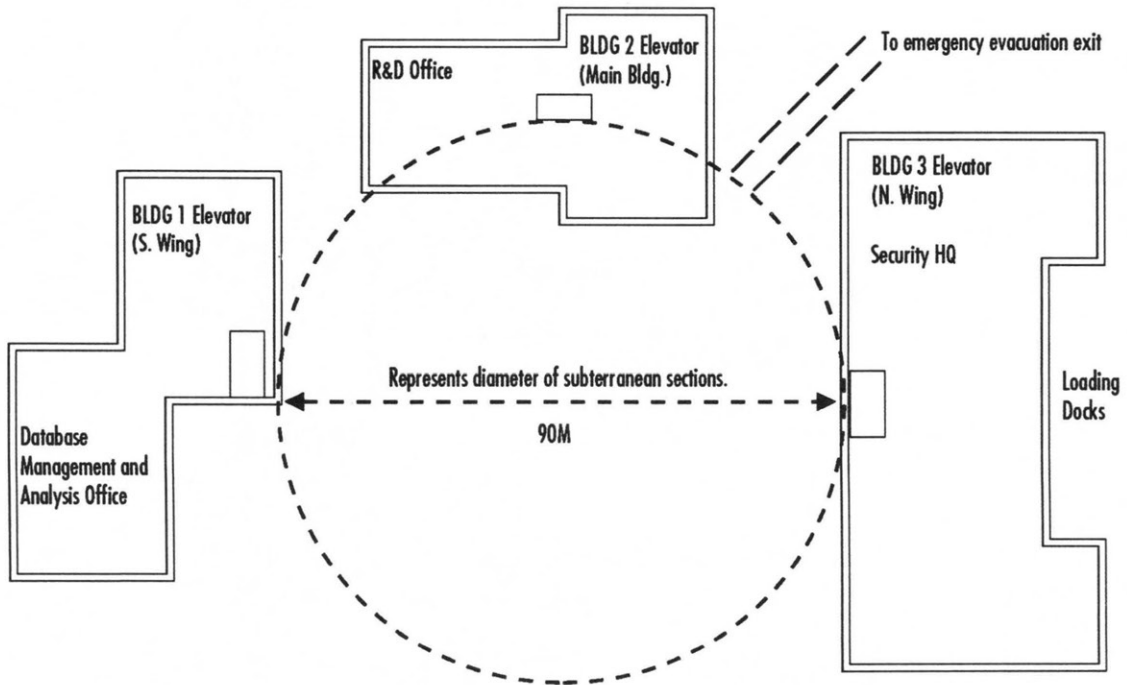 BLDG 2 Elevator
(Main Bldg.)
R&D Office
To emergency evacuation exit
BLDG 1 Elevator
(S. Wing)
BLDG 3 Elevator
(N. Wing)
Security HQ
Represents diameter of subterranean sections.
90M
Loading
Docks
Database
Management and
Analysis Office